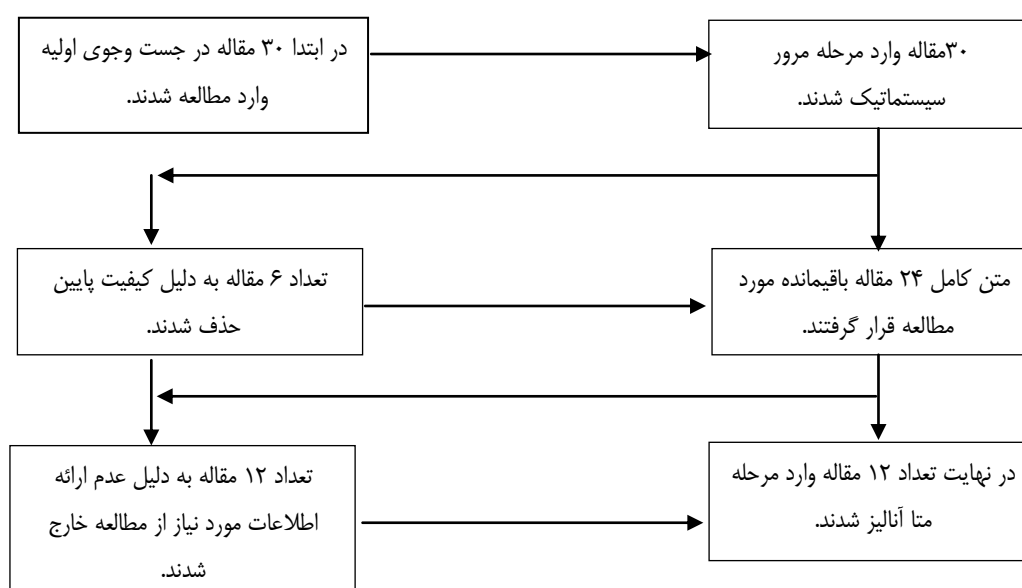 در ابتدا ۳۰ مقاله در جست وجوی اولیه
وارد مطالعه شدند.
۳۰مقاله وارد مرحله مرور
سیستماتیک شدند.
تعداد ۶ مقاله به دلیل کیفیت پایین
حذف شدند.
متن کامل ۲۴ مقاله باقیمانده مورد
مطالعه قرار گرفتند.
تعداد ۱۲ مقاله به دلیل عدم ارائه
اطلاعات مورد نیاز از مطالعه خارج
شدند.
در نهایت تعداد ۱۲ مقاله وارد مرحله
متا آنالیز شدند.